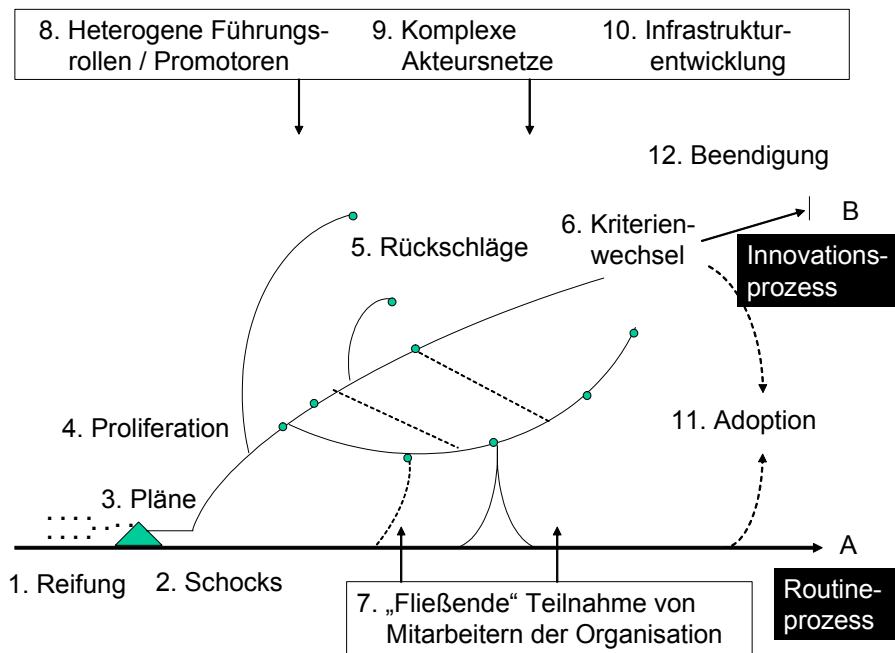 8. Heterogene Führungs-
rollen / Promotoren
9. Komplexe
Akteursnetze
10. Infrastruktur-
entwicklung
12. Beendigung
B
6. Kriterien-
wechsel
5. Rückschläge
Innovations-
prozess
4. Proliferation
11. Adoption
3. Pläne
A
1. Reifung
2. Schocks
Routine-
prozess
7. „Fließende“ Teilnahme von
Mitarbeitern der Organisation